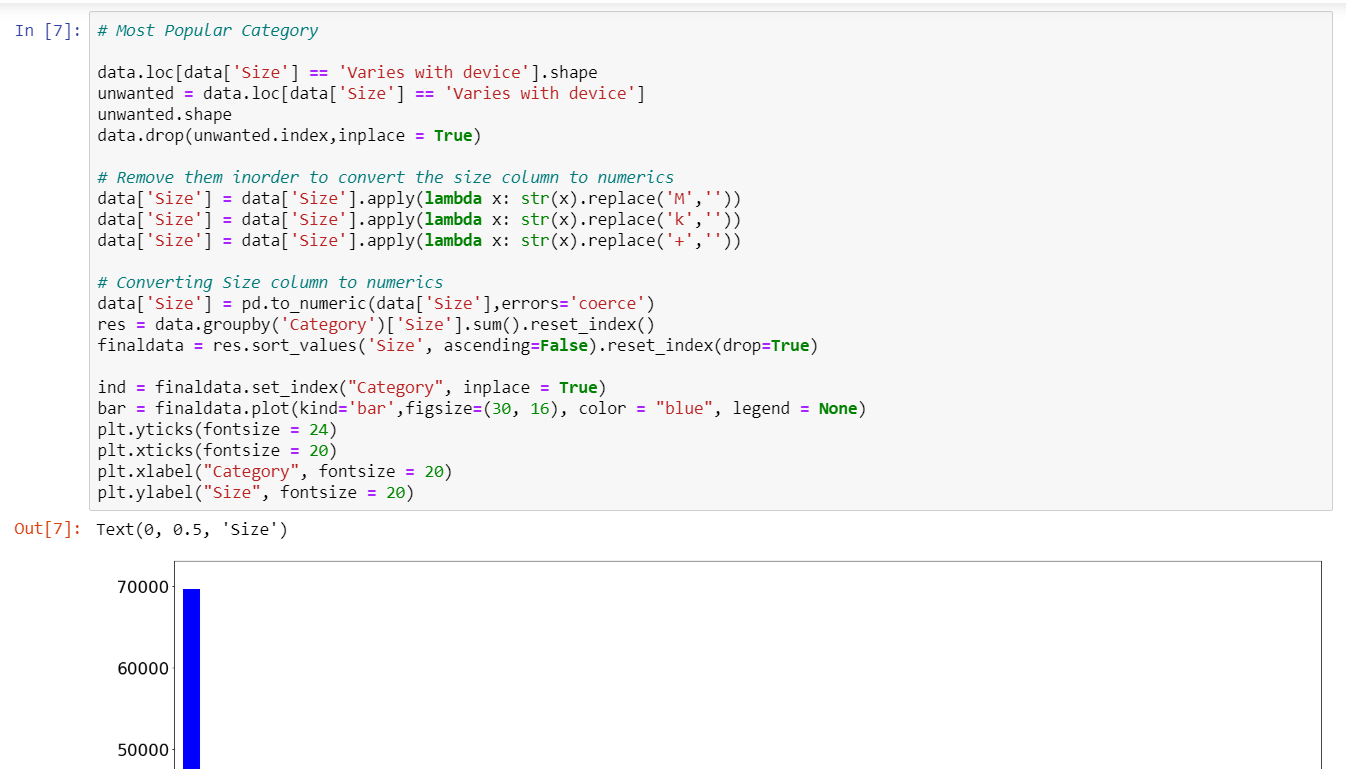 In [7]: # Most Popular Category
data.loc[data['Size'] == 'Varies with device'].shape
unwanted = data.loc[data['Size'] == 'Varies with device']
unwanted.shape
data.drop(unwanted.index,inplace = True)
# Remove them inorder to convert the size column to numerics
data['Size'] = data['Size'].apply(lambda x: str(x).replace('M',''))
data['Size'] = data['Size'].apply(lambda x: str(x).replace('k',''))
data['Size'] = data['Size'].apply(lambda x: str(x).replace('+',''))
# Converting Size column to numerics
data['Size'] = pd.to_numeric(data['Size'],errors='coerce')
res = data.groupby('Category')['Size'].sum().reset_index()
finaldata = res.sort_values('Size', ascending=False).reset_index(drop=True)
ind = finaldata.set_index("Category", inplace = True)
bar = finaldata.plot(kind='bar',figsize=(30, 16), color = "blue", legend = None)
plt.yticks(fontsize = 24)
plt.xticks(fontsize = 20)
plt.xlabel("Category", fontsize = 20)
plt.ylabel("Size", fontsize = 20)
Out[7]: Text(0, 0.5, 'Size')
70000
60000
50000